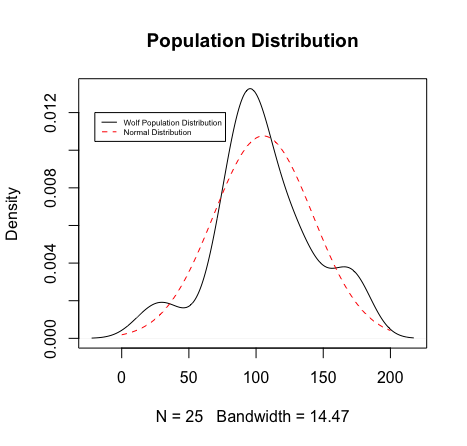 Population Distribution
Wolf Population Distribution
Normal Distribution
Density
0.012
0.008
0.004
0.000
0 50 100 150 200
N = 25 Bandwidth = 14.47